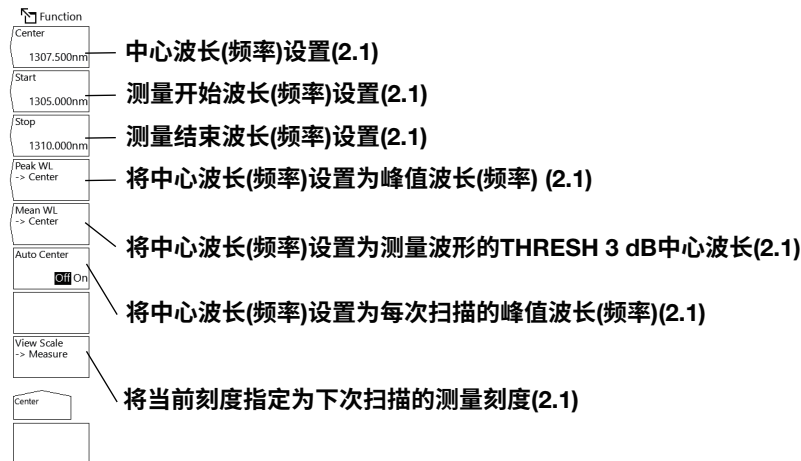 Function
Center
1307.500nm
中心波长(频率)设置(2.1)
Start
1305.000nm
测量开始波长(频率)设置(2.1)
Stop
1310.000nm
测量结束波长(频率)设置(2.1)
Peak WL
-> Center
将中心波长(频率)设置为峰值波长(频率) (2.1)
Mean WL
-> Center
将中心波长(频率)设置为测量波形的THRESH 3 dB中心波长(2.1)
Auto Center
Off On
将中心波长(频率)设置为每次扫描的峰值波长(频率)(2.1)
View Scale
-> Measure
将当前刻度指定为下次扫描的测量刻度(2.1)
Center